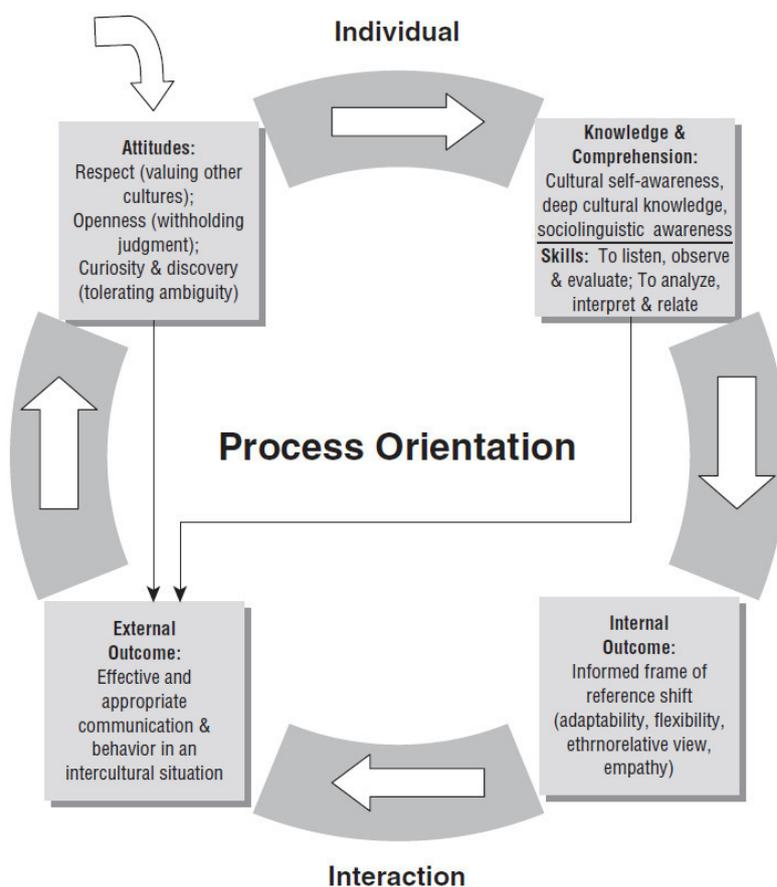 Individual
Attitudes:
Respect (valuing other
cultures);
Openness (withholding
judgment);
Curiosity & discovery
(tolerating ambiguity)
Knowledge &
Comprehension:
Cultural self-awareness,
deep cultural knowledge,
sociolinguistic awareness
Skills: To listen, observe
& evaluate; To analyze,
interpret & relate
Process Orientation
External
Outcome:
Effective and
appropriate
communication &
behavior in an
intercultural situation
Internal
Outcome:
Informed frame of
reference shift
(adaptability, flexibility,
ethrnorelative view,
empathy)
Interaction